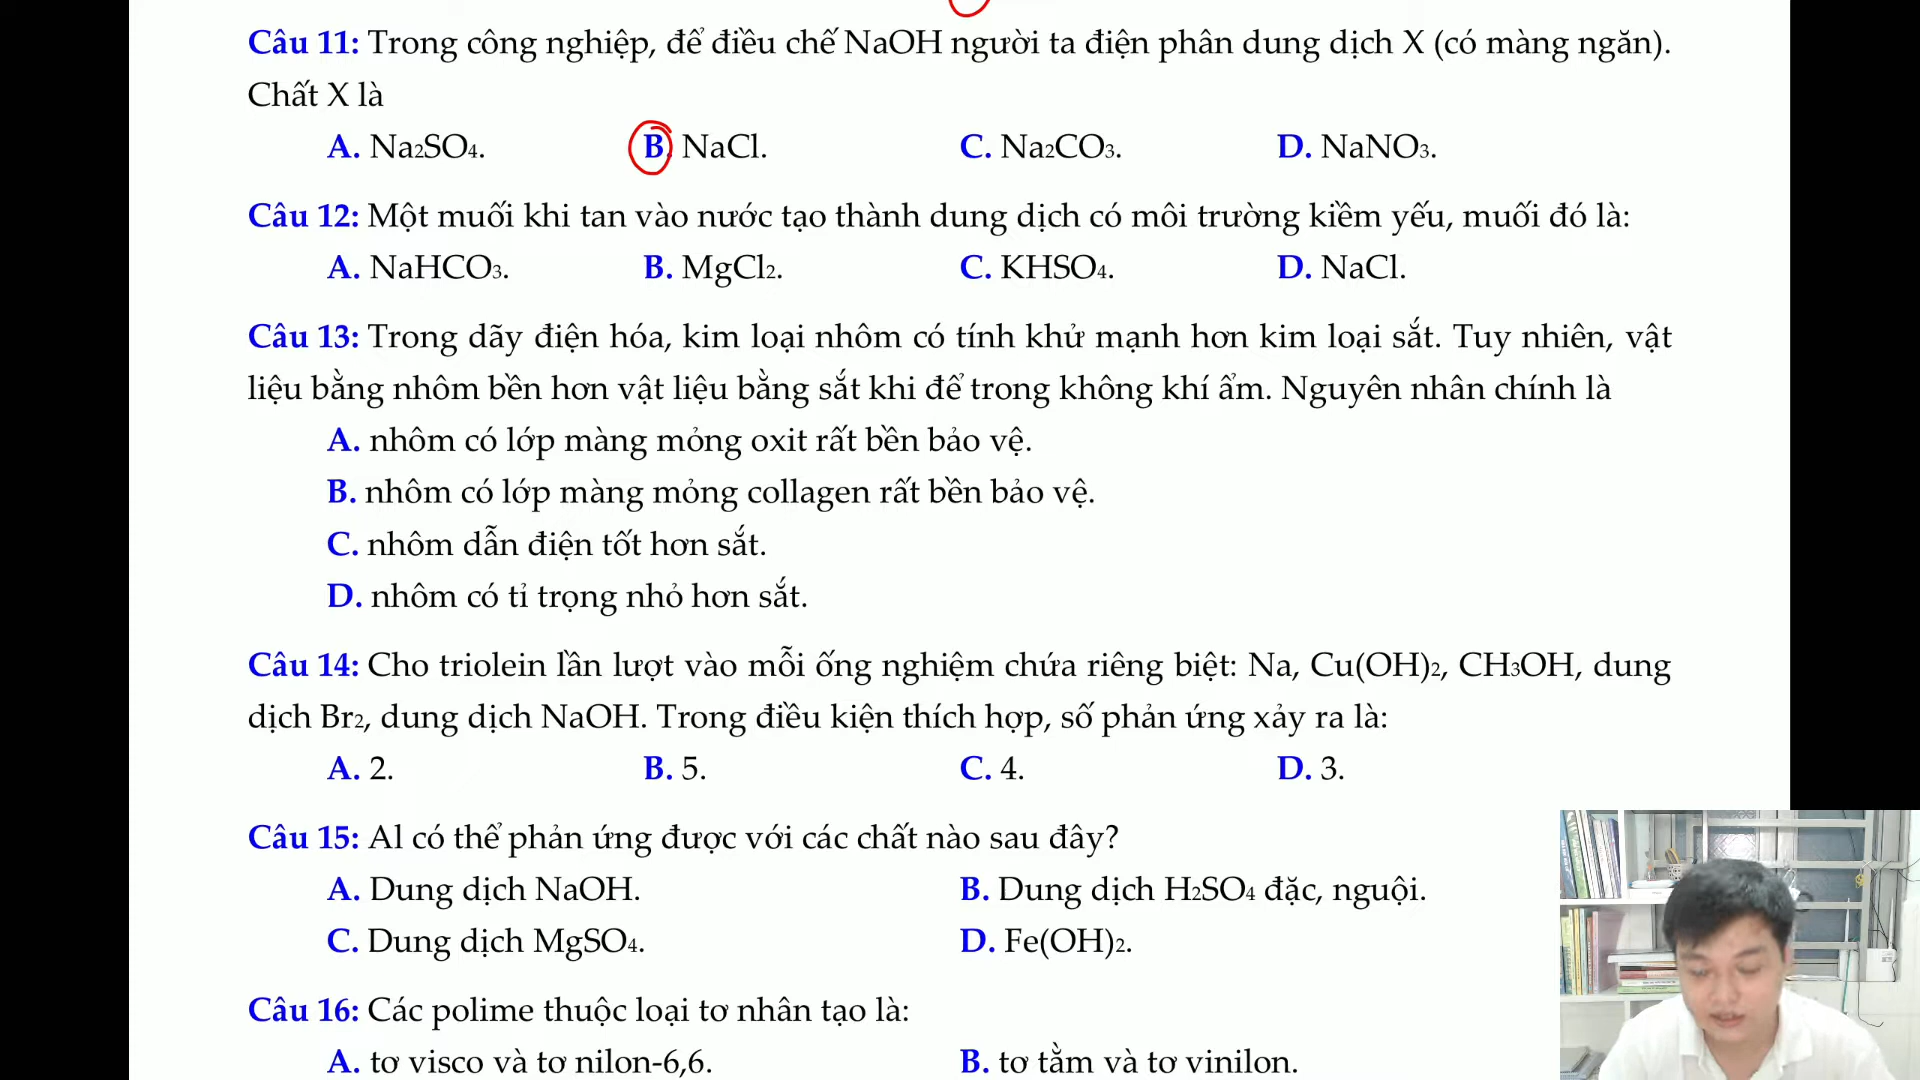 Câu 11: Trong công nghiệp, để điều chế NaOH người ta điện phân dung dịch X (có màng ngăn).
Chất X là
A. Na₂SO₄. B. NaCl. C. Na₂CO₃. D. NaNO₃.
Câu 12: Một muối khi tan vào nước tạo thành dung dịch có môi trường kiềm yếu, muối đó là:
A. NaHCO₃. B. MgCl₂. C. KHSO₄. D. NaCl.
Câu 13: Trong dãy điện hóa, kim loại nhôm có tính khử mạnh hơn kim loại sắt. Tuy nhiên, vật
liệu bằng nhôm bền hơn vật liệu bằng sắt khi để trong không khí ẩm. Nguyên nhân chính là
A. nhôm có lớp màng mỏng oxit rất bền bảo vệ.
B. nhôm có lớp màng mỏng collagen rất bền bảo vệ.
C. nhôm dẫn điện tốt hơn sắt.
D. nhôm có tỉ trọng nhỏ hơn sắt.
Câu 14: Cho triolein lần lượt vào mỗi ống nghiệm chứa riêng biệt: Na, Cu(OH)₂, CH₃OH, dung
dịch Br₂, dung dịch NaOH. Trong điều kiện thích hợp, số phản ứng xảy ra là:
A. 2. B. 5. C. 4. D. 3.
Câu 15: Al có thể phản ứng được với các chất nào sau đây?
A. Dung dịch NaOH. B. Dung dịch H₂SO₄ đặc, nguội.
C. Dung dịch MgSO₄. D. Fe(OH)₂.
Câu 16: Các polime thuộc loại tơ nhân tạo là:
A. tơ visco và tơ nilon-6,6. B. tơ tằm và tơ vinilon.